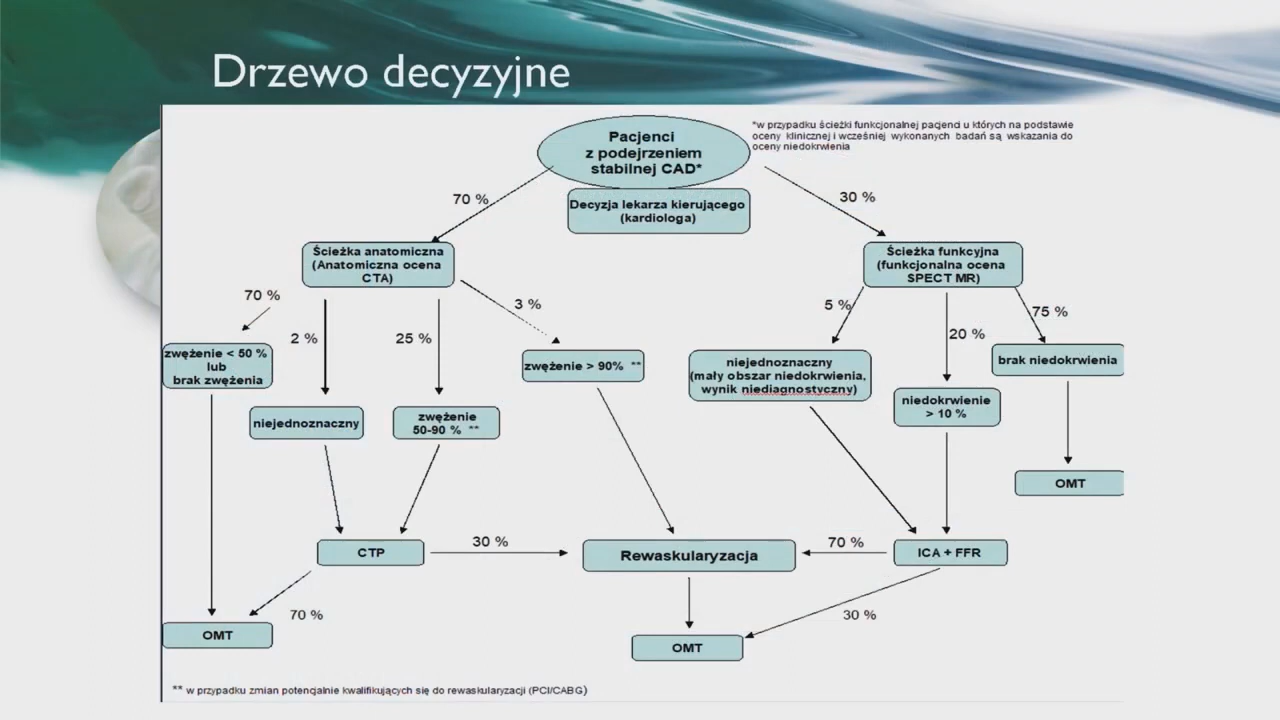 Drzewo decyzyjne
Pacjenci
z podejrzeniem
stabilnej CAD*
*w przypadku ścieżki funkcjonalnej pacjenci u których na podstawie
oceny klinicznej i wcześniej wykonanych badań są wskazania do
oceny niedokrwienia
Decyzja lekarza kierującego
(kardiologa)
70 %
30 %
Ścieżka anatomiczna
(Anatomiczna ocena
CTA)
Ścieżka funkcyjna
(funkcjonalna ocena
SPECT MR)
70 %
2 %
25 %
3 %
5 %
20 %
75 %
zwężenie < 50 %
lub
brak zwężenia
niejednoznaczny
zwężenie
50-90 % **
zwężenie > 90% **
niejednoznaczny
(mały obszar niedokrwienia,
wynik niediagnostyczny)
niedokrwienie
> 10 %
brak niedokrwienia
OMT
CTP
30 %
Rewaskularyzacja
70 %
ICA + FFR
70 %
30 %
OMT
OMT
** w przypadku zmian potencjalnie kwalifikujących się do rewaskularyzacji (PCI/CABG)